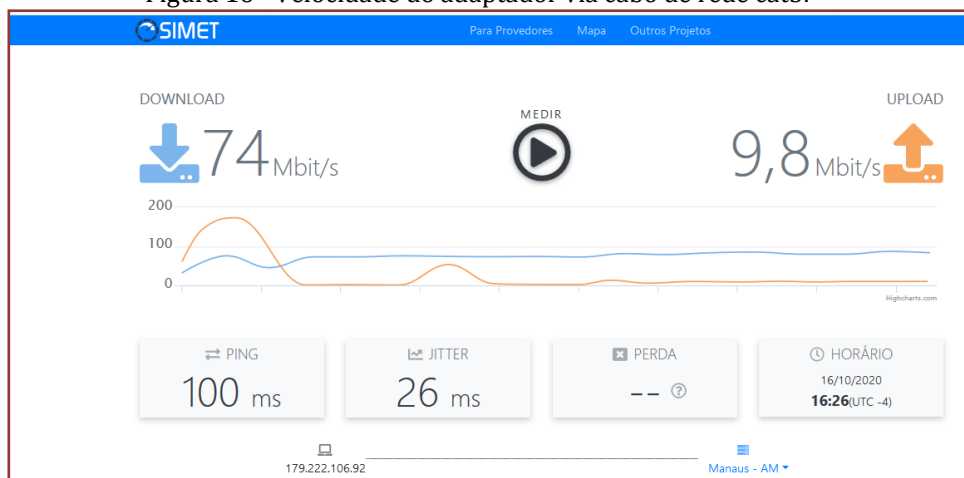 SIMET
Para Provedores Mapa Outros Projetos
DOWNLOAD
MEDIR
UPLOAD
74 Mbit/s
9,8 Mbit/s
200
100
0
Highcharts.com
PING
100 ms
JITTER
26 ms
PERDA
-- ?
HORÁRIO
16/10/2020
16:26(UTC -4)
179.222.106.92
Manaus - AM